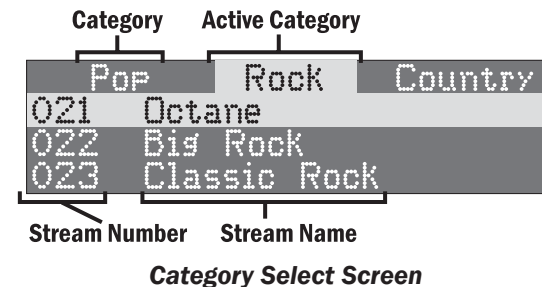 Category Active Category
Pop Rock Country
021 Octane
022 Big Rock
023 Classic Rock
Stream Number Stream Name
Category Select Screen